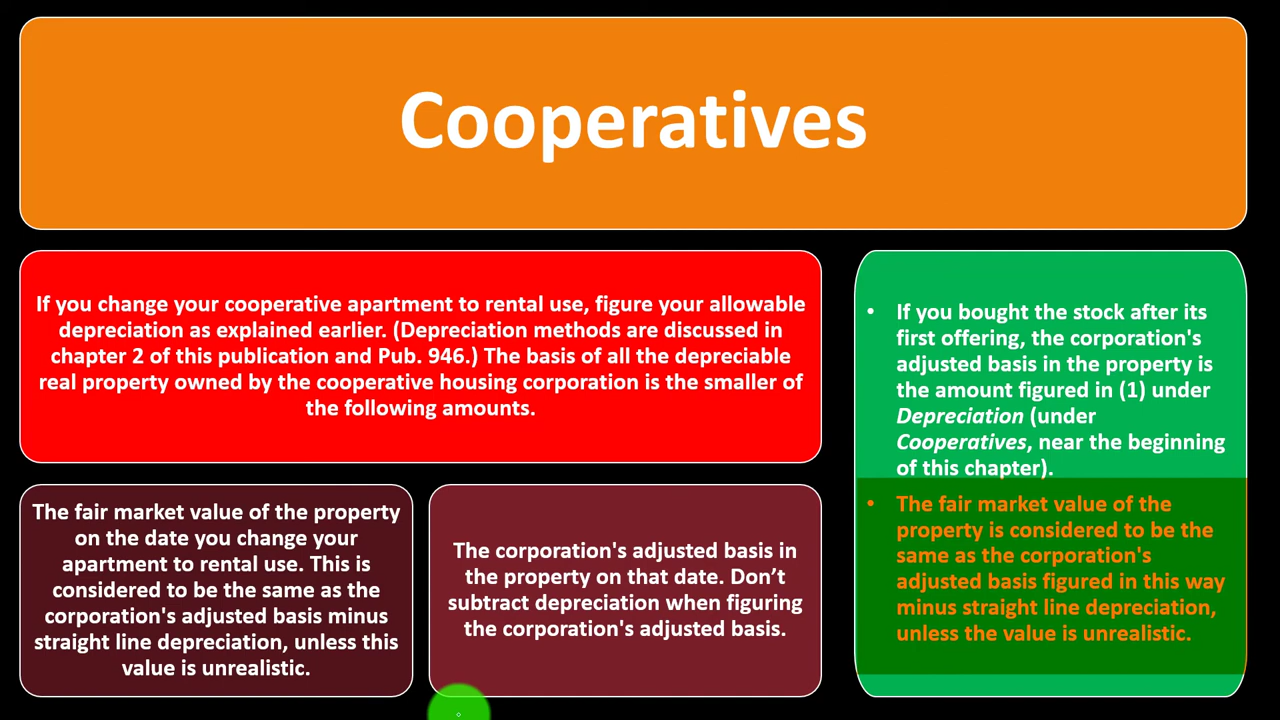 Cooperatives
If you change your cooperative apartment to rental use, figure your allowable
depreciation as explained earlier. (Depreciation methods are discussed in
chapter 2 of this publication and Pub. 946.) The basis of all the depreciable
real property owned by the cooperative housing corporation is the smaller of
the following amounts.
The fair market value of the property
on the date you change your
apartment to rental use. This is
considered to be the same as the
corporation's adjusted basis minus
straight line depreciation, unless this
value is unrealistic.
The corporation's adjusted basis in
the property on that date. Don’t
subtract depreciation when figuring
the corporation's adjusted basis.
• If you bought the stock after its
first offering, the corporation's
adjusted basis in the property is
the amount figured in (1) under
Depreciation (under
Cooperatives, near the beginning
of this chapter).
• The fair market value of the
property is considered to be the
same as the corporation's
adjusted basis figured in this way
minus straight line depreciation,
unless the value is unrealistic.